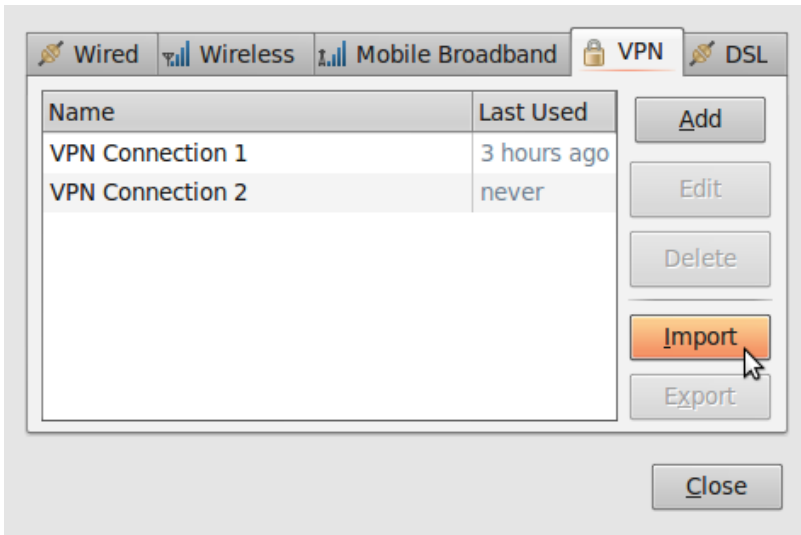 Wired Wireless Mobile Broadband VPN DSL
Name Last Used
VPN Connection 1 3 hours ago
VPN Connection 2 never
Add
Edit
Delete
Import
Export
Close